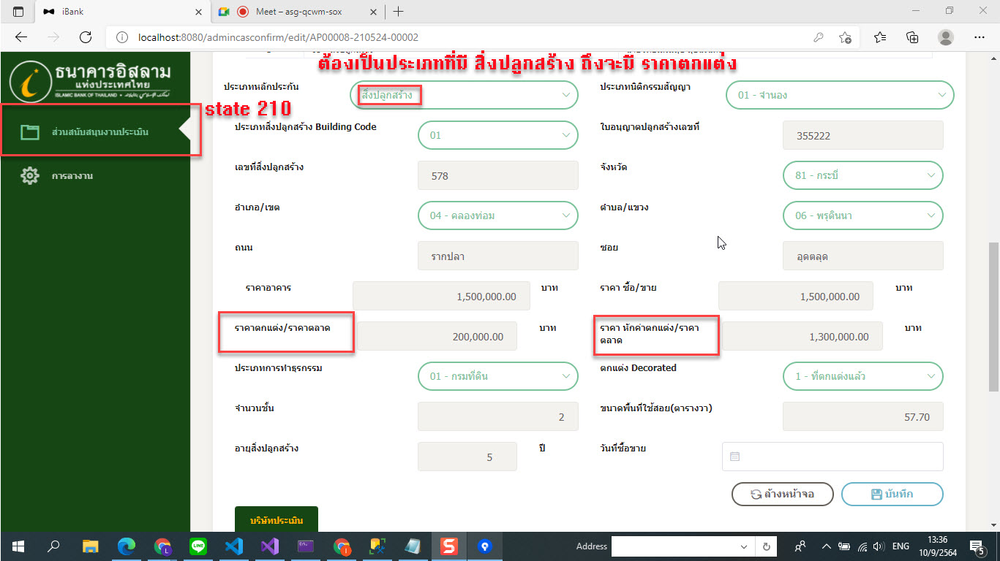 iBank
Meet – asg-qcwm-sox
localhost:8080/admincasconfirm/edit/AP00008-210524-00002
ธนาคารอิสลาม
แห่งประเทศไทย
ISLAMIC BANK OF THAILAND
ต้องเป็นประเภทที่มี สิ่งปลูกสร้าง ถึงจะมี ราคาตกแต่ง
state 210
ส่วนสนับสนุนงานประเมิน
การลางาน
ประเภทหลักประกัน สิ่งปลูกสร้าง ประเภทนิติกรรมสัญญา 01 - จำนอง
ประเภทสิ่งปลูกสร้าง Building Code 01 ใบอนุญาตปลูกสร้างเลขที่ 355222
เลขที่สิ่งปลูกสร้าง 578 จังหวัด 81 - กระบี่
อำเภอ/เขต 04 - คลองท่อม ตำบล/แขวง 06 - พรุดินนา
ถนน รากปลา ซอย อุดตลุด
ราคาอาคาร 1,500,000.00 บาท ราคา ซื้อ/ขาย 1,500,000.00 บาท
ราคาตกแต่ง/ราคาตลาด 200,000.00 บาท ราคา หักค่าตกแต่ง/ราคา
ตลาด 1,300,000.00 บาท
ประเภทการทำธุรกรรม 01 - กรมที่ดิน ตกแต่ง Decorated 1 - ที่ตกแต่งแล้ว
จำนวนชั้น 2 ขนาดพื้นที่ใช้สอย(ตารางวา) 57.70
อายุสิ่งปลูกสร้าง 5 ปี วันที่ซื้อขาย
ล้างหน้าจอ บันทึก
บริษัทประเมิน
Address
ENG
13:36
10/9/2564
5